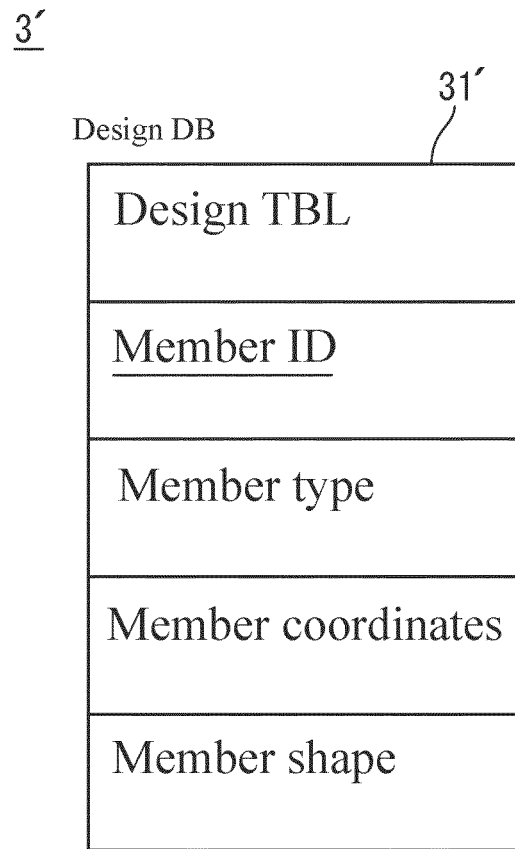 3´
31´
Design DB
Design TBL
Member ID
Member type
Member coordinates
Member shape